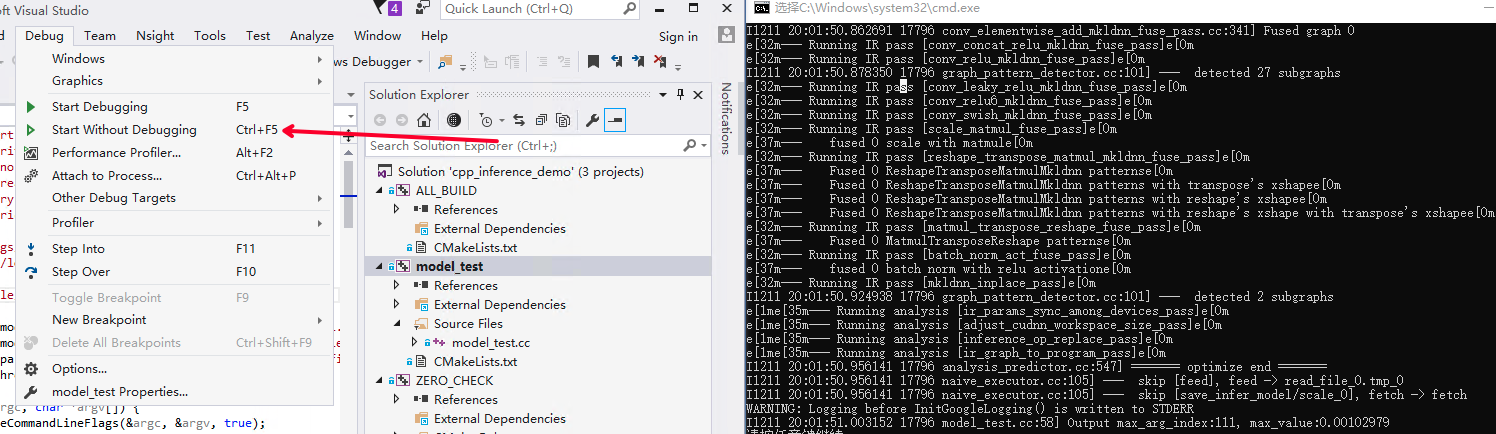 oft Visual Studio
4
Quick Launch (Ctrl+Q)
Debug Team Nsight Tools Test Analyze Window Help
Sign in
ws Debugger
Windows
Graphics
Start Debugging F5
Start Without Debugging Ctrl+F5
Performance Profiler... Alt+F2
Attach to Process... Ctrl+Alt+P
Other Debug Targets
Profiler
Step Into F11
Step Over F10
Toggle Breakpoint F9
New Breakpoint
Delete All Breakpoints Ctrl+Shift+F9
Options...
model_test Properties...
rgc, char *argv[]) {
eCommandLineFlags(&argc, &argv, true);
Solution Explorer
Search Solution Explorer (Ctrl+;)
Solution 'cpp_inference_demo' (3 projects)
ALL_BUILD
References
External Dependencies
CMakeLists.txt
model_test
References
External Dependencies
Source Files
model_test.cc
CMakeLists.txt
ZERO_CHECK
References
External Dependencies
Notifications
选择C:\Windows\system32\cmd.exe
I1211 20:01:50.862691 17796 conv_elementwise_add_mkldnn_fuse_pass.cc:341] Fused graph 0
e[32m--- Running IR pass [conv_concat_relu_mkldnn_fuse_pass]e[0m
e[32m--- Running IR pass [conv_relu_mkldnn_fuse_pass]e[0m
I1211 20:01:50.878350 17796 graph_pattern_detector.cc:101] --- detected 27 subgraphs
e[32m--- Running IR pass [conv_leaky_relu_mkldnn_fuse_pass]e[0m
e[32m--- Running IR pass [conv_relu6_mkldnn_fuse_pass]e[0m
e[32m--- Running IR pass [conv_swish_mkldnn_fuse_pass]e[0m
e[32m--- Running IR pass [scale_matmul_fuse_pass]e[0m
e[37m--- fused 0 scale with matmule[0m
e[32m--- Running IR pass [reshape_transpose_matmul_mkldnn_fuse_pass]e[0m
e[37m--- Fused 0 ReshapeTransposeMatmulMkldnn patternse[0m
e[37m--- Fused 0 ReshapeTransposeMatmulMkldnn patterns with transpose's xshapee[0m
e[37m--- Fused 0 ReshapeTransposeMatmulMkldnn patterns with reshape's xshapee[0m
e[37m--- Fused 0 ReshapeTransposeMatmulMkldnn patterns with reshape's xshape with transpose's xshapee[0m
e[32m--- Running IR pass [matmul_transpose_reshape_fuse_pass]e[0m
e[37m--- Fused 0 MatmulTransposeReshape patternse[0m
e[32m--- Running IR pass [batch_norm_act_fuse_pass]e[0m
e[37m--- fused 0 batch norm with relu activatione[0m
e[32m--- Running IR pass [mkldnn_inplace_pass]e[0m
I1211 20:01:50.924938 17796 graph_pattern_detector.cc:101] --- detected 2 subgraphs
e[1me[35m--- Running analysis [ir_params_sync_among_devices_pass]e[0m
e[1me[35m--- Running analysis [adjust_cudnn_workspace_size_pass]e[0m
e[1me[35m--- Running analysis [inference_op_replace_pass]e[0m
e[1me[35m--- Running analysis [ir_graph_to_program_pass]e[0m
I1211 20:01:50.956141 17796 analysis_predictor.cc:547] ======= optimize end =======
I1211 20:01:50.956141 17796 naive_executor.cc:105] --- skip [feed], feed -> read_file_0.tmp_0
I1211 20:01:50.956141 17796 naive_executor.cc:105] --- skip [save_infer_model/scale_0], fetch -> fetch
WARNING: Logging before InitGoogleLogging() is written to STDERR
I1211 20:01:51.003152 17796 model_test.cc:58] Output max_arg_index:111, max_value:0.00102979